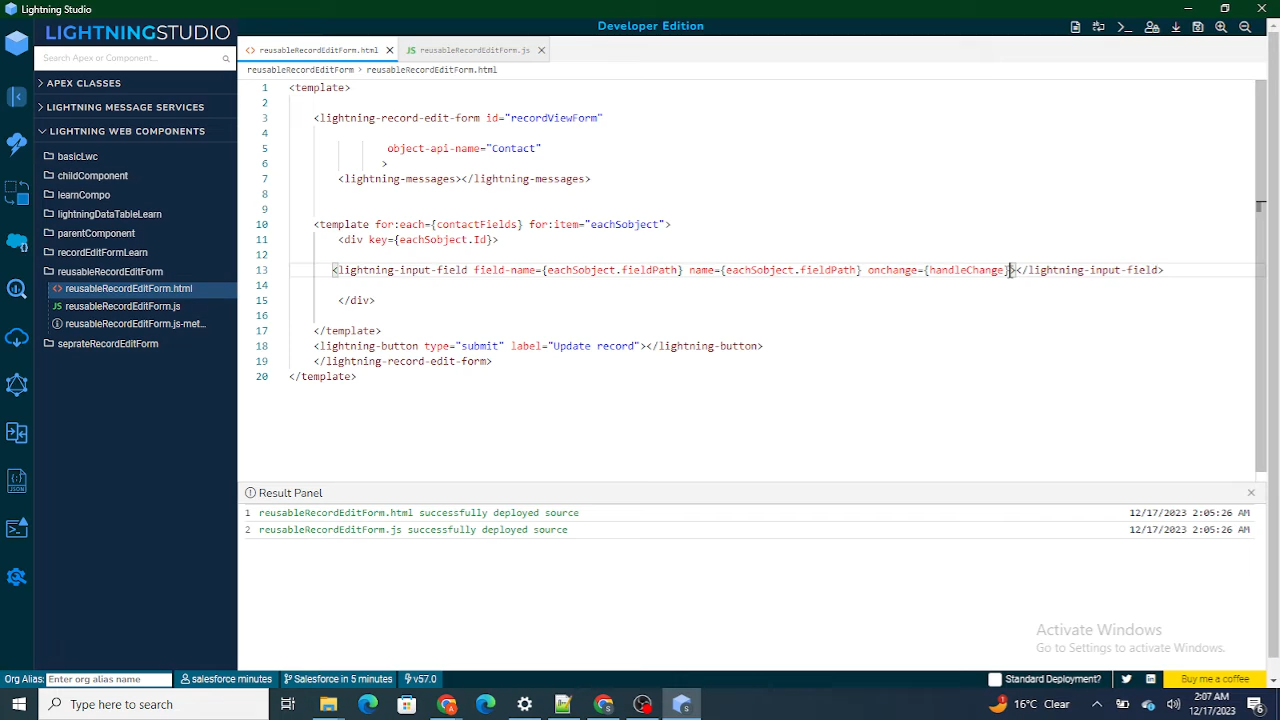 Lightning Studio
LIGHTNINGSTUDIO
Developer Edition
Search Apex or Component...
APEX CLASSES
LIGHTNING MESSAGE SERVICES
LIGHTNING WEB COMPONENTS
basicLwc
childComponent
learnCompo
lightningDataTableLearn
parentComponent
recordEditFormLearn
reusableRecordEditForm
reusableRecordEditForm.html
reusableRecordEditForm.js
reusableRecordEditForm.js-met...
seprateRecordEditForm
<> reusableRecordEditForm.html
JS reusableRecordEditForm.js
reusableRecordEditForm > reusableRecordEditForm.html
1 <template>
2
3 <lightning-record-edit-form id="recordViewForm"
4
5 object-api-name="Contact"
6 >
7 <lightning-messages></lightning-messages>
8
9
10 <template for:each={contactFields} for:item="eachSobject">
11 <div key={eachSobject.Id}>
12
13 <lightning-input-field field-name={eachSobject.fieldPath} name={eachSobject.fieldPath} onchange={handleChange}></lightning-input-field>
14
15 </div>
16
17 </template>
18 <lightning-button type="submit" label="Update record"></lightning-button>
19 </lightning-record-edit-form>
20 </template>
Result Panel
1 reusableRecordEditForm.html successfully deployed source 12/17/2023 2:05:26 AM
2 reusableRecordEditForm.js successfully deployed source 12/17/2023 2:05:26 AM
Activate Windows
Go to Settings to activate Windows.
Org Alias: Enter org alias name
salesforce minutes
Salesforce in 5 minutes
v57.0
Standard Deployment?
Buy me a coffee
Type here to search
16°C Clear
2:07 AM
12/17/2023
6